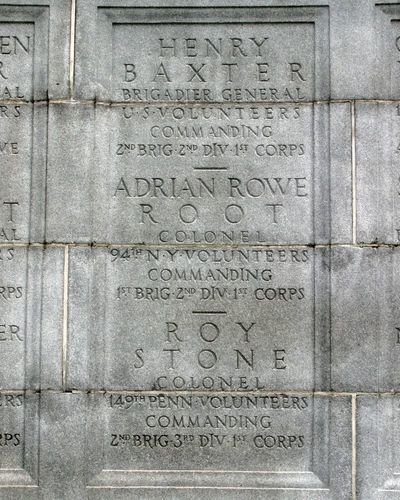 HENRY
BAXTER
BRIGADIER GENERAL
U·S·VOLUNTEERS
COMMANDING
2ND BRIG·2ND DIV·1ST CORPS
ADRIAN ROWE
ROOT
COLONEL
94TH N·Y·VOLUNTEERS
COMMANDING
1ST BRIG·2ND DIV·1ST CORPS
ROY
STONE
COLONEL
149TH PENN·VOLUNTEERS
COMMANDING
2ND BRIG·3RD DIV·1ST CORPS